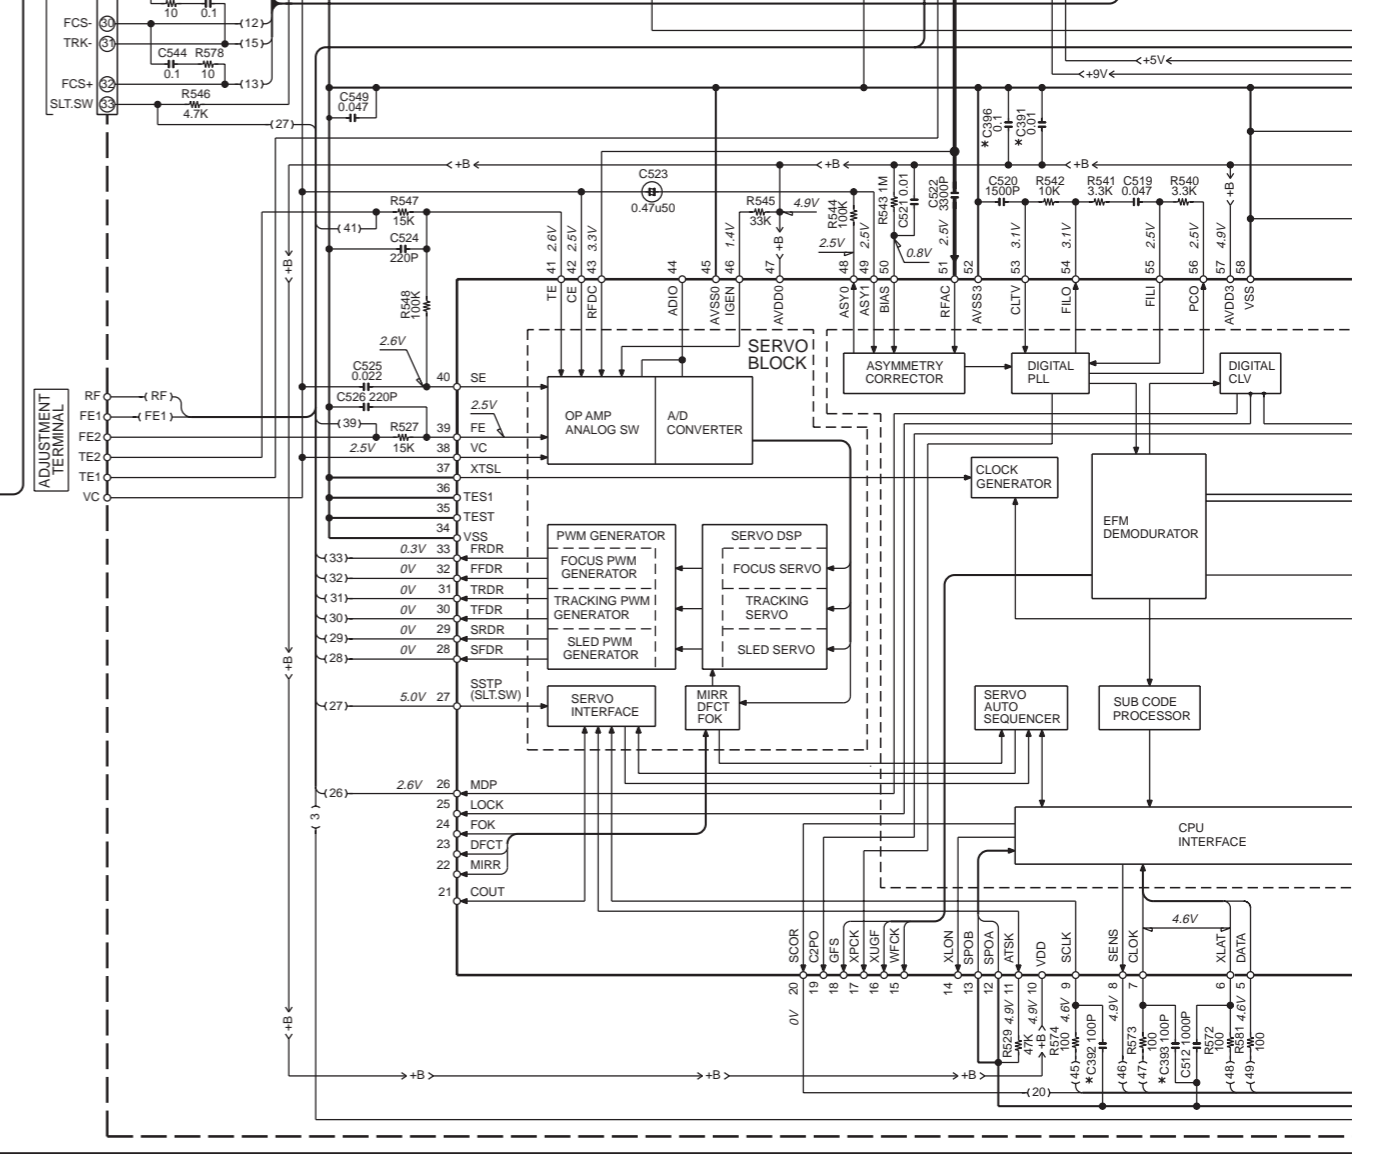 10
0.1
FCS- 30
(12)
TRK- 31
(15)
C544
0.1
R578
10
FCS+ 32
(13)
SLT.SW 33
R546
4.7K
(27)
C549
0.047
+5V
+9V
*C396
0.1
*C391
0.01
+B
+B
+B
C523
0.47u50
R545
33K
4.9V
+B
R544
100K
2.5V
2.5V
R543 1M
C521 0.01
0.8V
C522
3300P
2.5V
C520
1500P
R542
10K
R541
3.3K
C519
0.047
R540
3.3K
+B
R547
15K
(41)
C524
220P
R548
100K
+B
2.6V
2.5V
3.3V
1.4V
3.1V
3.1V
2.5V
2.5V
4.9V
41
42
43
44
45
46
47
48
49
50
51
52
53
54
55
56
57
58
TE
CE
RFDC
ADIO
AVSS0
IGEN
AVDD0
ASY0
ASY1
BIAS
RFAC
AVSS3
CLTV
FILO
FILI
PCO
AVDD3
VSS
SERVO
BLOCK
ASYMMETRY
CORRECTOR
DIGITAL
PLL
DIGITAL
CLV
2.6V
C525
0.022
C526 220P
(39)
R527
15K
2.5V
2.5V
ADJUSTMENT
TERMINAL
RF
(RF)
FE1
(FE1)
FE2
TE2
TE1
VC
40 SE
39 FE
38 VC
37 XTSL
36 TES1
35 TEST
34 VSS
OP AMP
ANALOG SW
A/D
CONVERTER
CLOCK
GENERATOR
EFM
DEMODURATOR
(33) 0.3V 33 FRDR
(32) 0V 32 FFDR
(31) 0V 31 TRDR
(30) 0V 30 TFDR
(29) 0V 29 SRDR
(28) 0V 28 SFDR
PWM GENERATOR
FOCUS PWM
GENERATOR
TRACKING PWM
GENERATOR
SLED PWM
GENERATOR
SERVO DSP
FOCUS SERVO
TRACKING
SERVO
SLED SERVO
+B
SSTP
(SLT.SW)
(27) 5.0V 27
SERVO
INTERFACE
MIRR
DFCT
FOK
SERVO
AUTO
SEQUENCER
SUB CODE
PROCESSOR
(26) 2.6V 26 MDP
25 LOCK
24 FOK
23 DFCT
22 MIRR
21 COUT
(3)
CPU
INTERFACE
4.6V
SCOR
C2PO
GFS
XPCK
XUGF
WFCK
XLON
SPOB
SPOA
ATSK
VDD
SCLK
SENS
CLOK
XLAT
DATA
20
19
18
17
16
15
14
13
12
11
10
9
8
7
6
5
0V
4.9V
4.9V
4.6V
4.9V
4.6V
R529
47K
+B
R574
100
*C392 100P
R573
100
*C393 100P
C512 1000P
R572
100
R581
100
(45)
(46)
(47)
(48)
(49)
+B
+B
+B
+B
(20)